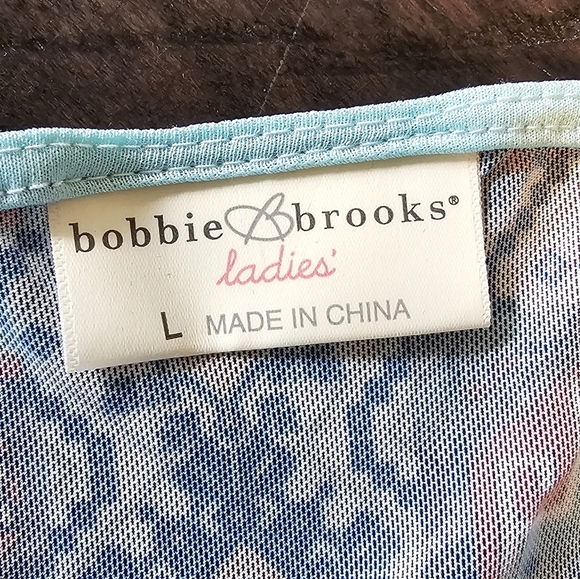 bobbie B brooks®
ladies'
L MADE IN CHINA